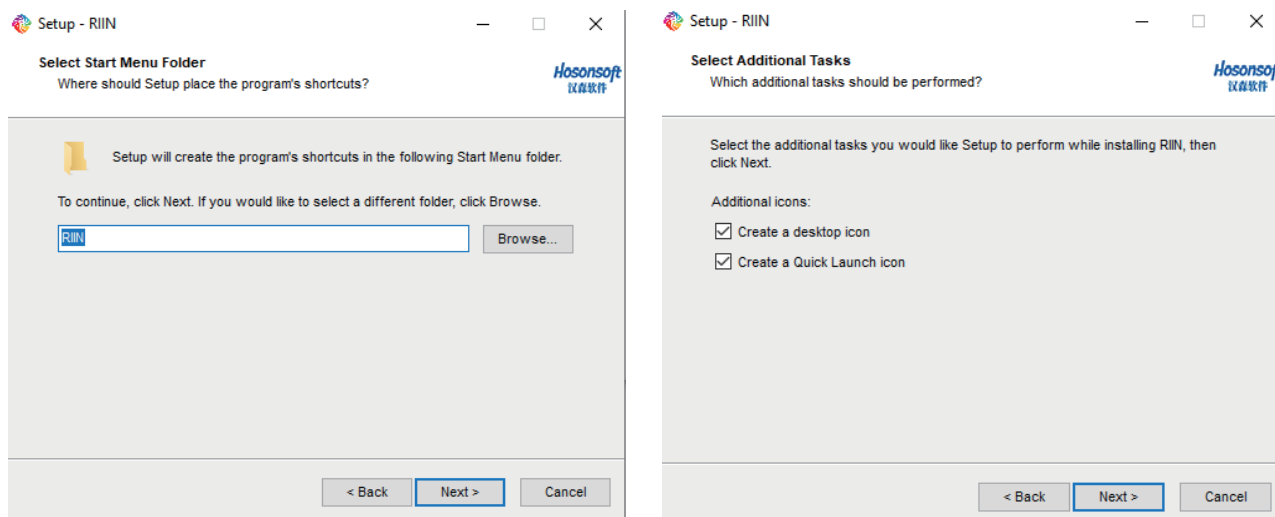 Setup - RIIN
Select Start Menu Folder
Where should Setup place the program's shortcuts?
Hosonsoft
汉森软件
Setup will create the program's shortcuts in the following Start Menu folder.
To continue, click Next. If you would like to select a different folder, click Browse.
RIIN
Browse...
< Back
Next >
Cancel
Setup - RIIN
Select Additional Tasks
Which additional tasks should be performed?
Hosonsof
汉森软件
Select the additional tasks you would like Setup to perform while installing RIIN, then
click Next.
Additional icons:
Create a desktop icon
Create a Quick Launch icon
< Back
Next >
Cancel